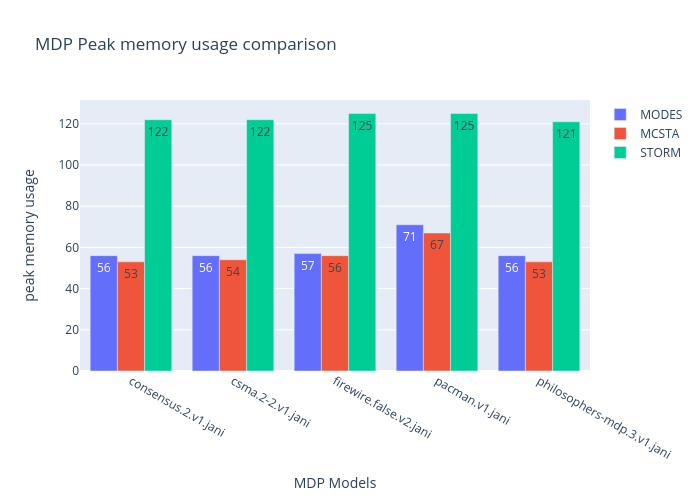 MDP Peak memory usage comparison
MODES
MCSTA
STORM
peak memory usage
120
100
80
60
40
20
0
56
53
122
56
54
122
57
56
125
71
67
125
56
53
121
consensus.2.v1.jani
csma.2-2.v1.jani
firewire.false.v2.jani
pacman.v1.jani
philosophers-mdp.3.v1.jani
MDP Models